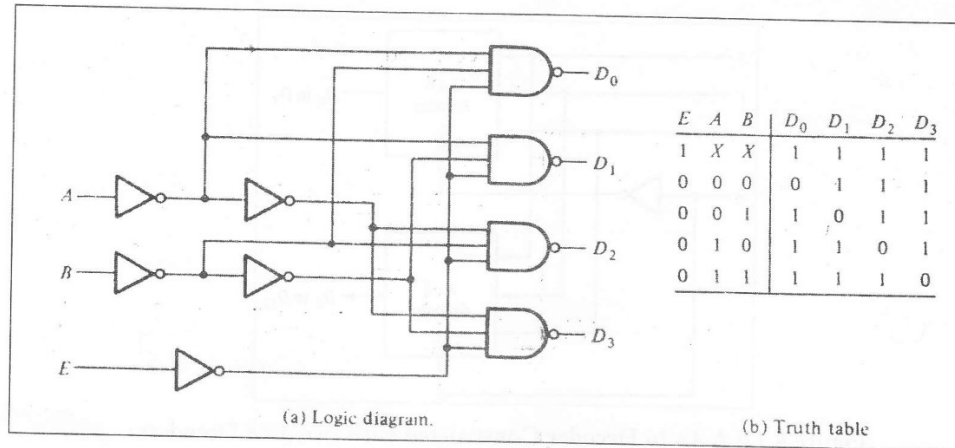 D0
D1
D2
D3
A
B
E
(a) Logic diagram.
E A B D0 D1 D2 D3
1 X X 1 1 1 1
0 0 0 0 1 1 1
0 0 1 1 0 1 1
0 1 0 1 1 0 1
0 1 1 1 1 1 0
(b) Truth table